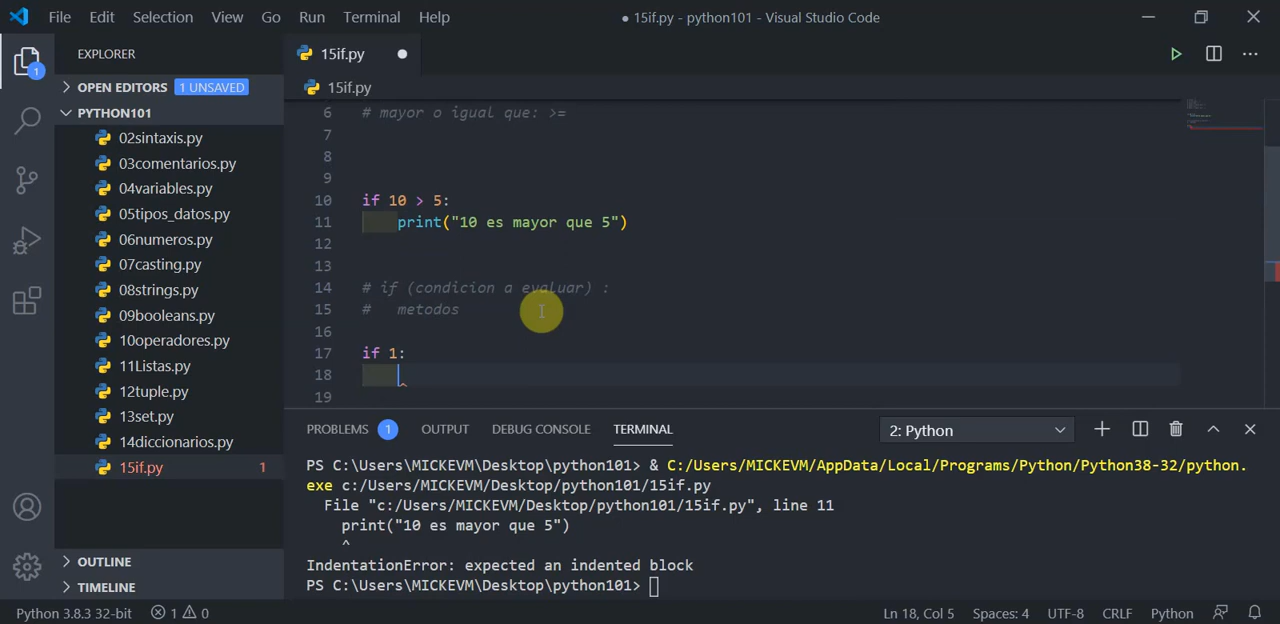 File Edit Selection View Go Run Terminal Help
● 15if.py - python101 - Visual Studio Code
EXPLORER
OPEN EDITORS 1 UNSAVED
PYTHON101
02sintaxis.py
03comentarios.py
04variables.py
05tipos_datos.py
06numeros.py
07casting.py
08strings.py
09booleans.py
10operadores.py
11Listas.py
12tuple.py
13set.py
14diccionarios.py
15if.py 1
OUTLINE
TIMELINE
1
15if.py ●
15if.py
6 # mayor o igual que: >=
7
8
9
10 if 10 > 5:
11 print("10 es mayor que 5")
12
13
14 # if (condicion a evaluar) :
15 # metodos
16
17 if 1:
18
19
PROBLEMS 1 OUTPUT DEBUG CONSOLE TERMINAL 2: Python
PS C:\Users\MICKEVM\Desktop\python101> & C:/Users/MICKEVM/AppData/Local/Programs/Python/Python38-32/python.
exe c:/Users/MICKEVM/Desktop/python101/15if.py
File "c:/Users/MICKEVM/Desktop/python101/15if.py", line 11
print("10 es mayor que 5")
^
IndentationError: expected an indented block
PS C:\Users\MICKEVM\Desktop\python101>
Python 3.8.3 32-bit 1 0 Ln 18, Col 5 Spaces: 4 UTF-8 CRLF Python